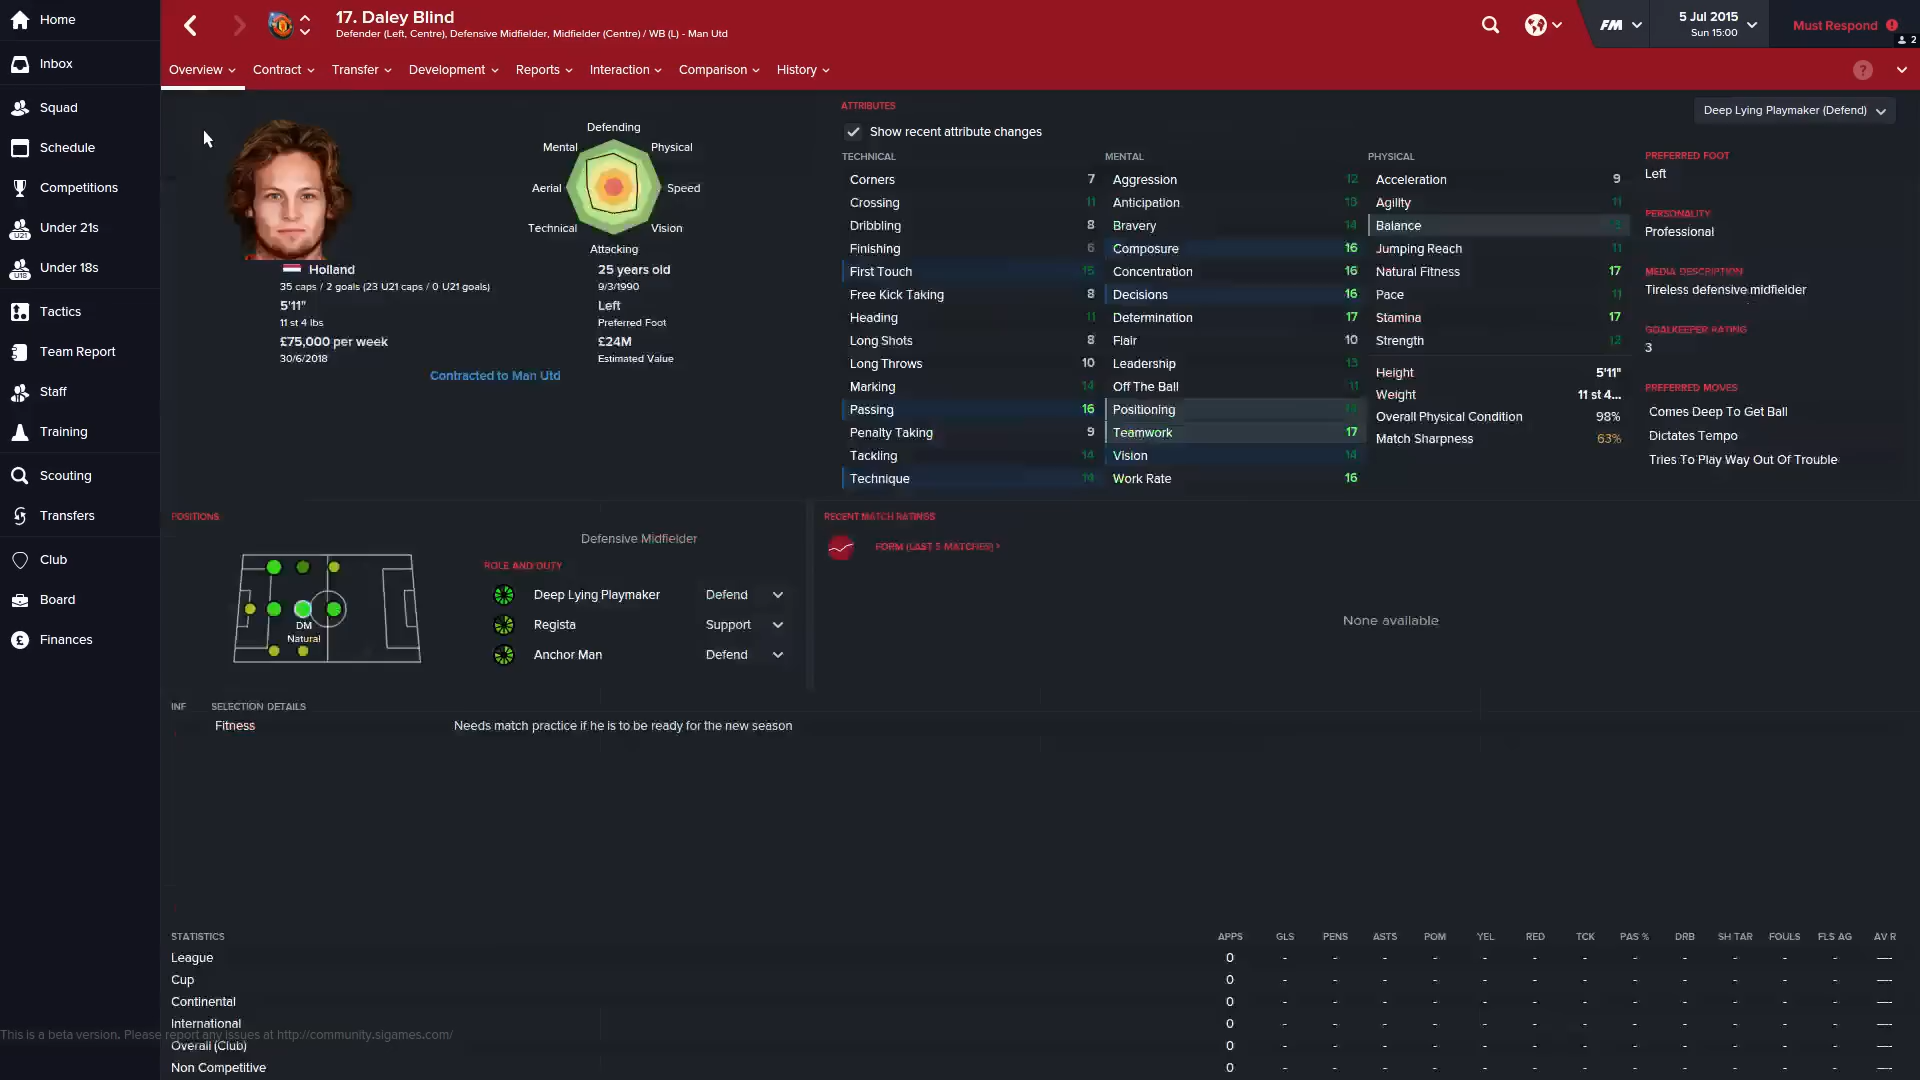 Home
Inbox
Squad
Schedule
Competitions
Under 21s
Under 18s
Tactics
Team Report
Staff
Training
Scouting
Transfers
Club
Board
Finances
17. Daley Blind
Defender (Left, Centre), Defensive Midfielder, Midfielder (Centre) / WB (L) - Man Utd
FM
5 Jul 2015
Sun 15:00
Must Respond
2
Overview Contract Transfer Development Reports Interaction Comparison History
?
Defending
Mental Physical
Aerial Speed
Technical Vision
Attacking
Holland
35 caps / 2 goals (23 U21 caps / 0 U21 goals)
5'11"
11 st 4 lbs
£75,000 per week
30/6/2018
25 years old
9/3/1990
Left
Preferred Foot
£24M
Estimated Value
Contracted to Man Utd
ATTRIBUTES
Show recent attribute changes
Deep Lying Playmaker (Defend)
TECHNICAL
Corners 7
Crossing 11
Dribbling 8
Finishing 6
First Touch 15
Free Kick Taking 8
Heading 11
Long Shots 8
Long Throws 10
Marking 14
Passing 16
Penalty Taking 9
Tackling 14
Technique 14
MENTAL
Aggression 12
Anticipation 13
Bravery 14
Composure 16
Concentration 16
Decisions 16
Determination 17
Flair 10
Leadership 13
Off The Ball 11
Positioning
Teamwork 17
Vision 14
Work Rate 16
PHYSICAL
Acceleration 9
Agility 11
Balance
Jumping Reach 11
Natural Fitness 17
Pace 11
Stamina 17
Strength 12
Height 5'11"
Weight 11 st 4...
Overall Physical Condition 98%
Match Sharpness 63%
PREFERRED FOOT
Left
PERSONALITY
Professional
MEDIA DESCRIPTION
Tireless defensive midfielder
GOALKEEPER RATING
3
PREFERRED MOVES
Comes Deep To Get Ball
Dictates Tempo
Tries To Play Way Out Of Trouble
POSITIONS
DM
Natural
Defensive Midfielder
ROLE AND DUTY
Deep Lying Playmaker Defend
Regista Support
Anchor Man Defend
RECENT MATCH RATINGS
FORM (LAST 5 MATCHES) >
None available
INF SELECTION DETAILS
Fitness Needs match practice if he is to be ready for the new season
STATISTICS APPS GLS PENS ASTS POM YEL RED TCK PAS % DRB SH TAR FOULS FLS AG AV R
League 0 - - - - - - - - - - - - —
Cup 0 - - - - - - - - - - - - —
Continental 0 - - - - - - - - - - - - —
International 0 - - - - - - - - - - - - —
This is a beta version. Please report any issues at http://community.sigames.com/
Overall (Club) 0 - - - - - - - - - - - - —
Non Competitive 0 - - - - - - - - - - - - —